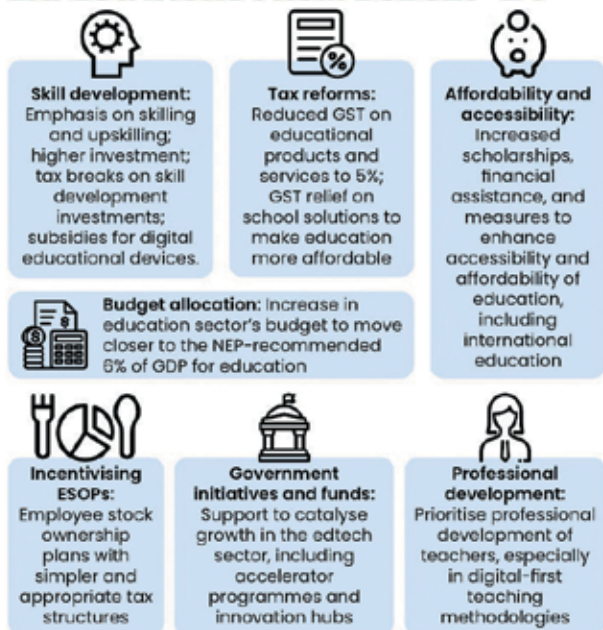 Skill development:
Emphasis on skilling
and upskilling;
higher investment;
tax breaks on skill
development
investments;
subsidies for digital
educational devices.
Tax reforms:
Reduced GST on
educational
products and
services to 5%;
GST relief on
school solutions to
make education
more affordable
Affordability and
accessibility:
Increased
scholarships,
financial
assistance, and
measures to
enhance
accessibility and
affordability of
education,
including
international
education
Budget allocation: Increase in
education sector's budget to move
closer to the NEP-recommended
6% of GDP for education
Incentivising
ESOPs:
Employee stock
ownership
plans with
simpler and
appropriate tax
structures
Government
initiatives and funds:
Support to catalyse
growth in the edtech
sector, including
accelerator
programmes and
innovation hubs
Professional
development:
Prioritise professional
development of
teachers, especially
in digital-first
teaching
methodologies